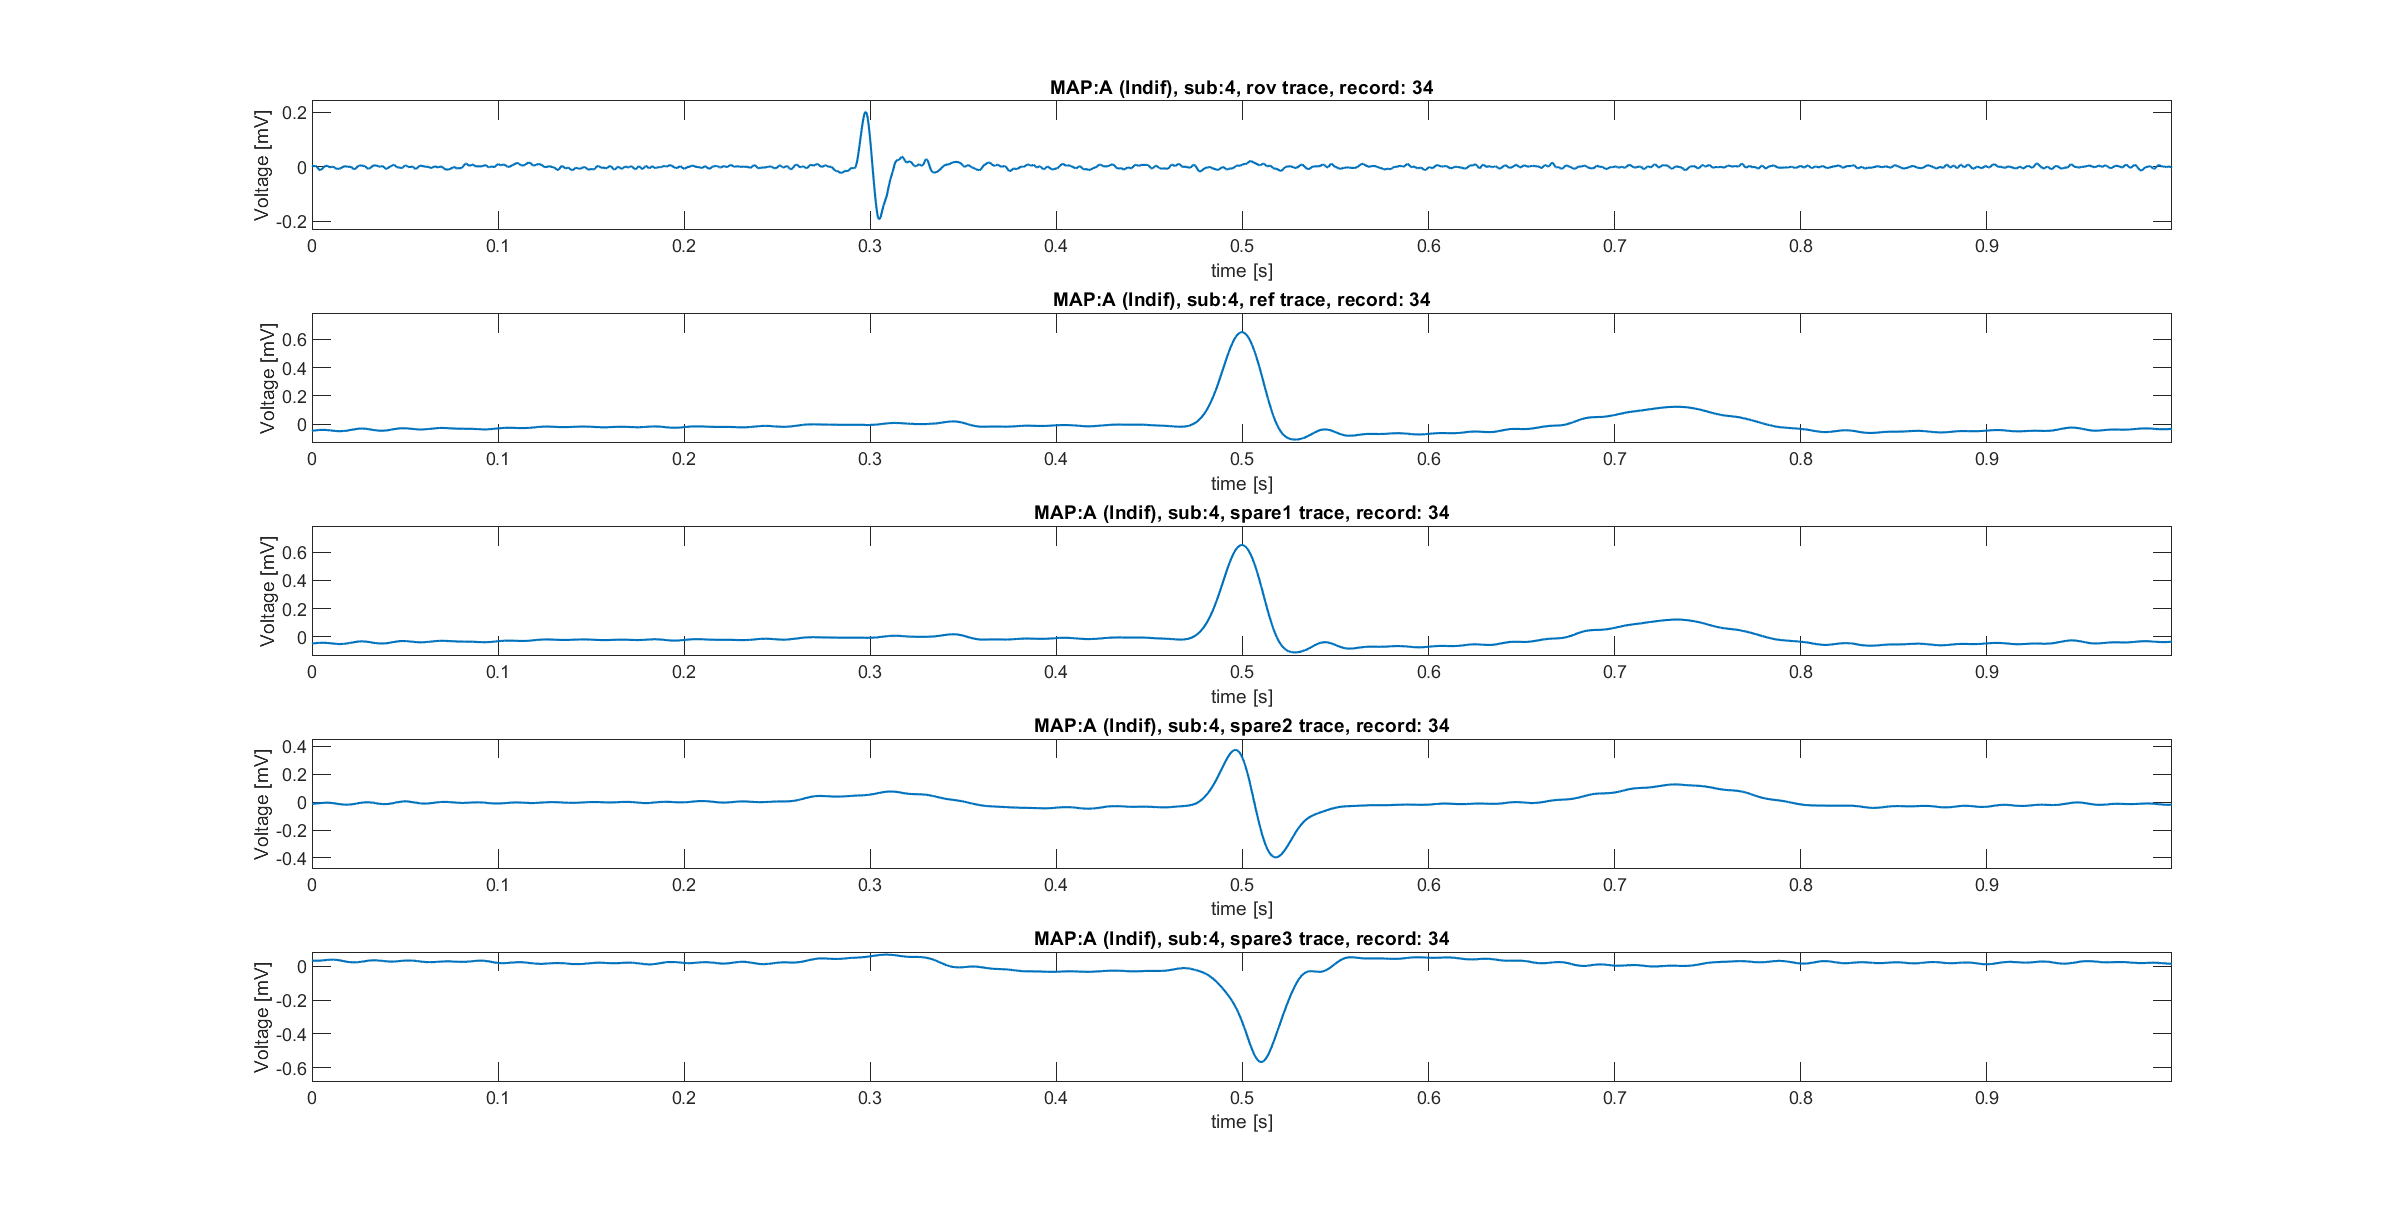 MAP:A (Indif), sub:4, rov trace, record: 34
Voltage [mV]
0.2
0
-0.2
0 0.1 0.2 0.3 0.4 0.5 0.6 0.7 0.8 0.9
time [s]
MAP:A (Indif), sub:4, ref trace, record: 34
Voltage [mV]
0.6
0.4
0.2
0
0 0.1 0.2 0.3 0.4 0.5 0.6 0.7 0.8 0.9
time [s]
MAP:A (Indif), sub:4, spare1 trace, record: 34
Voltage [mV]
0.6
0.4
0.2
0
0 0.1 0.2 0.3 0.4 0.5 0.6 0.7 0.8 0.9
time [s]
MAP:A (Indif), sub:4, spare2 trace, record: 34
Voltage [mV]
0.4
0.2
0
-0.2
-0.4
0 0.1 0.2 0.3 0.4 0.5 0.6 0.7 0.8 0.9
time [s]
MAP:A (Indif), sub:4, spare3 trace, record: 34
Voltage [mV]
0
-0.2
-0.4
-0.6
0 0.1 0.2 0.3 0.4 0.5 0.6 0.7 0.8 0.9
time [s]